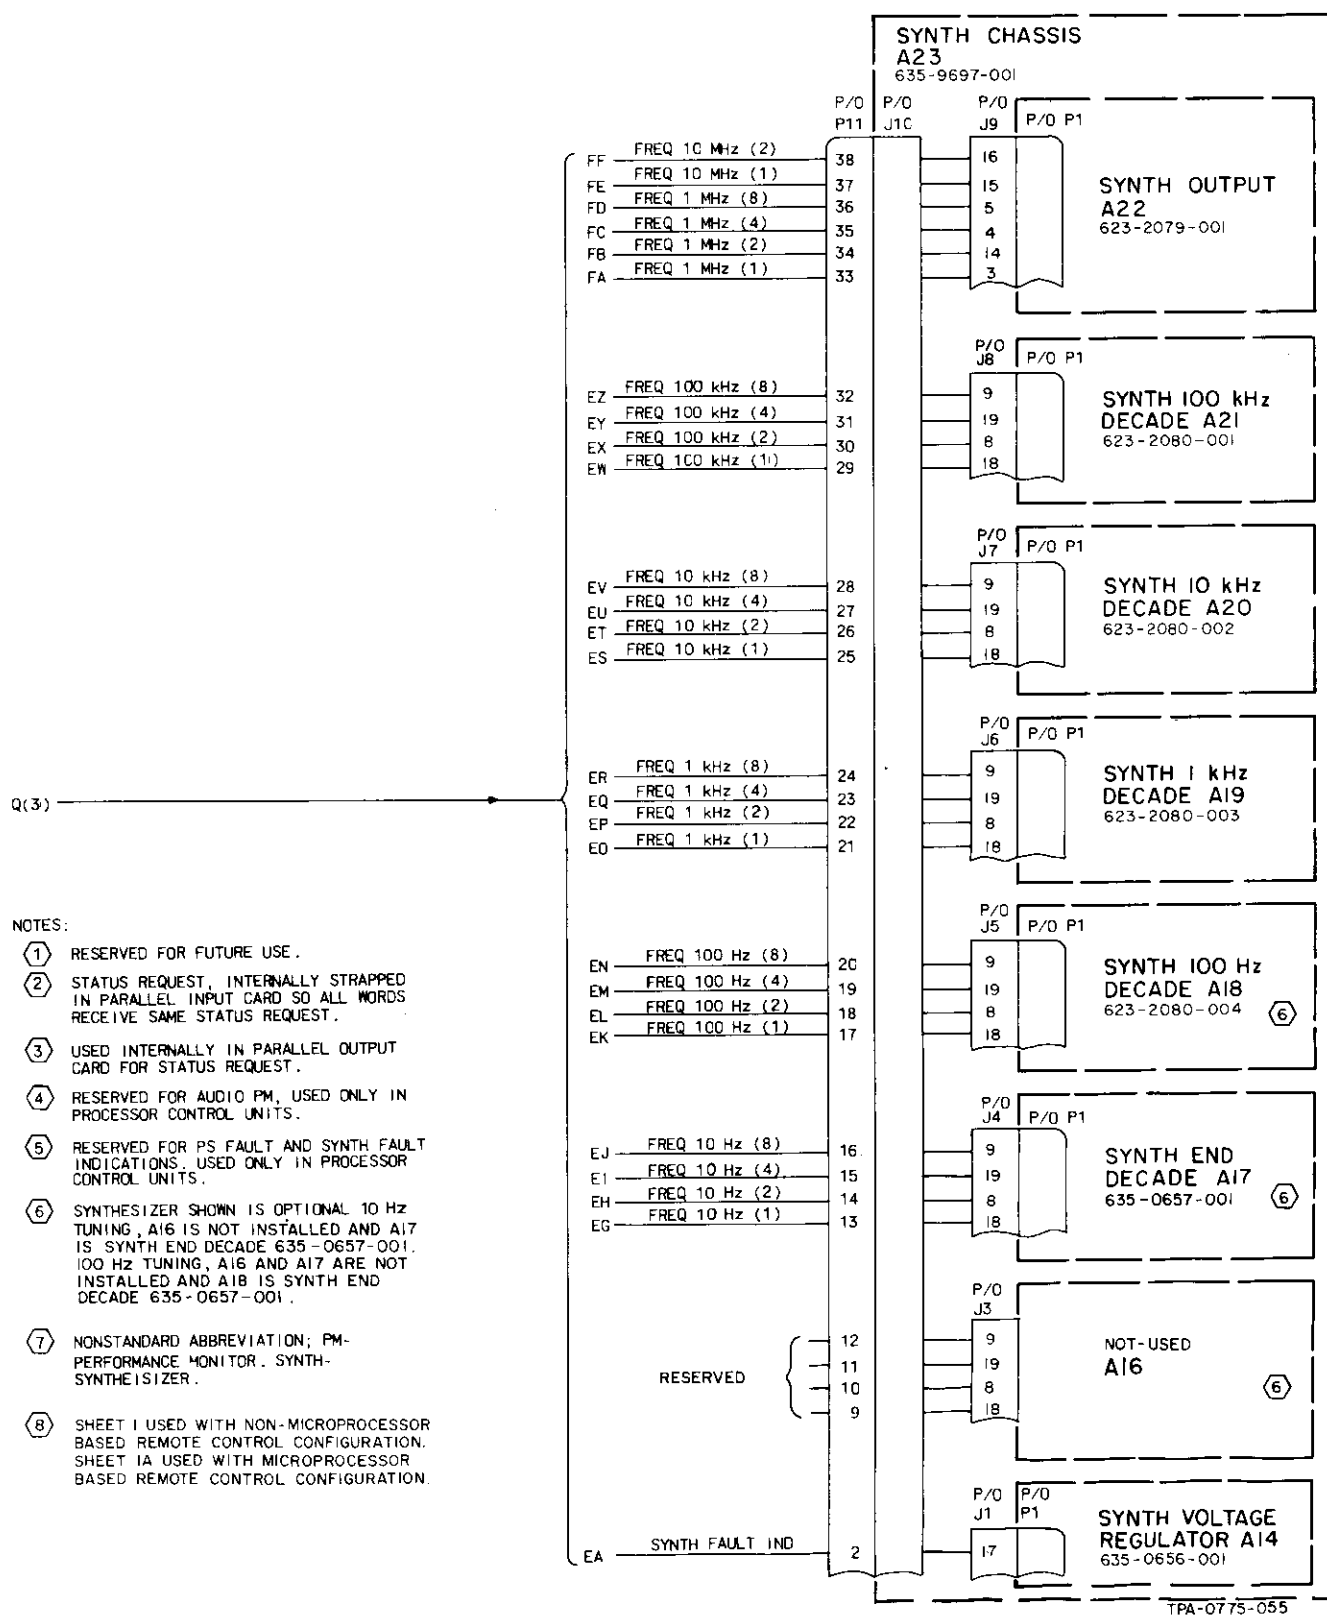 SYNTH CHASSIS
A23
635-9697-001
P/O P/O P/O
P11 J10 J9 P/O P1
FF FREQ 10 MHz (2) 38 16
FE FREQ 10 MHz (1) 37 15
FD FREQ 1 MHz (8) 36 5
FC FREQ 1 MHz (4) 35 4
FB FREQ 1 MHz (2) 34 14
FA FREQ 1 MHz (1) 33 3
SYNTH OUTPUT
A22
623-2079-001
P/O
J8 P/O P1
EZ FREQ 100 kHz (8) 32 9
EY FREQ 100 kHz (4) 31 19
EX FREQ 100 kHz (2) 30 8
EW FREQ 100 kHz (1) 29 18
SYNTH 100 kHz
DECADE A21
623-2080-001
P/O
J7 P/O P1
EV FREQ 10 kHz (8) 28 9
EU FREQ 10 kHz (4) 27 19
ET FREQ 10 kHz (2) 26 8
ES FREQ 10 kHz (1) 25 18
SYNTH 10 kHz
DECADE A20
623-2080-002
P/O
J6 P/O P1
ER FREQ 1 kHz (8) 24 9
EQ FREQ 1 kHz (4) 23 19
EP FREQ 1 kHz (2) 22 8
EO FREQ 1 kHz (1) 21 18
SYNTH 1 kHz
DECADE A19
623-2080-003
Q(3)
P/O
J5 P/O P1
EN FREQ 100 Hz (8) 20 9
EM FREQ 100 Hz (4) 19 19
EL FREQ 100 Hz (2) 18 8
EK FREQ 100 Hz (1) 17 18
SYNTH 100 Hz
DECADE A18
623-2080-004 6
P/O
J4 P/O P1
EJ FREQ 10 Hz (8) 16 9
EI FREQ 10 Hz (4) 15 19
EH FREQ 10 Hz (2) 14 8
EG FREQ 10 Hz (1) 13 18
SYNTH END
DECADE A17
635-0657-001 6
P/O
J3
RESERVED
12 9
11 19
10 8
9 18
NOT-USED
A16
6
P/O P/O
J1 P1
EA SYNTH FAULT IND 2 17
SYNTH VOLTAGE
REGULATOR A14
635-0656-001
NOTES:
1 RESERVED FOR FUTURE USE.
2 STATUS REQUEST, INTERNALLY STRAPPED
IN PARALLEL INPUT CARD SO ALL WORDS
RECEIVE SAME STATUS REQUEST.
3 USED INTERNALLY IN PARALLEL OUTPUT
CARD FOR STATUS REQUEST.
4 RESERVED FOR AUDIO PM, USED ONLY IN
PROCESSOR CONTROL UNITS.
5 RESERVED FOR PS FAULT AND SYNTH FAULT
INDICATIONS. USED ONLY IN PROCESSOR
CONTROL UNITS.
6 SYNTHESIZER SHOWN IS OPTIONAL 10 Hz
TUNING, A16 IS NOT INSTALLED AND A17
IS SYNTH END DECADE 635-0657-001.
100 Hz TUNING, A16 AND A17 ARE NOT
INSTALLED AND A18 IS SYNTH END
DECADE 635-0657-001.
7 NONSTANDARD ABBREVIATION; PM-
PERFORMANCE MONITOR. SYNTH-
SYNTHEISIZER.
8 SHEET 1 USED WITH NON-MICROPROCESSOR
BASED REMOTE CONTROL CONFIGURATION.
SHEET 1A USED WITH MICROPROCESSOR
BASED REMOTE CONTROL CONFIGURATION.
TPA-0775-055